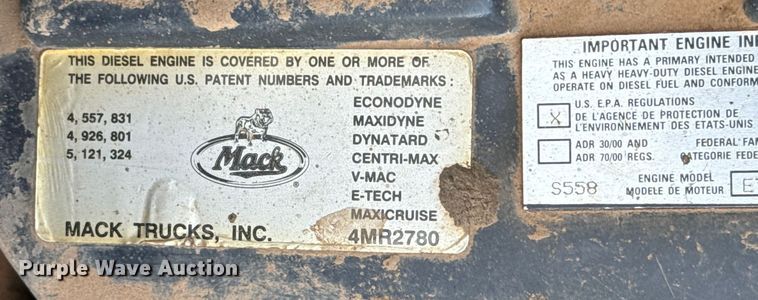 THIS DIESEL ENGINE IS COVERED BY ONE OR MORE OF
THE FOLLOWING U.S. PATENT NUMBERS AND TRADEMARKS:
4,557,831
4,926,801
5,121,324
Mack
®
ECONODYNE
MAXIDYNE
DYNATARD
CENTRI-MAX
V-MAC
E-TECH
MAXICRUISE
MACK TRUCKS, INC.
4MR2780
IMPORTANT ENGINE
THIS ENGINE HAS A PRIMARY INTENDED
AS A HEAVY HEAVY-DUTY DIESEL ENGINE
OPERATE ON DIESEL FUEL AND CONFORM
X
U.S. E.P.A. REGULATIONS
DE L'AGENCE DE PROTECTION DE
L'ENVIRONNEMENT DES ETATS-UNIS
ADR 30/00 AND
ADR 70/00 REGS.
FEDERAL
CATEGORIE
S558
ENGINE MODEL
MODELE DE MOTEUR
Purple Wave Auction